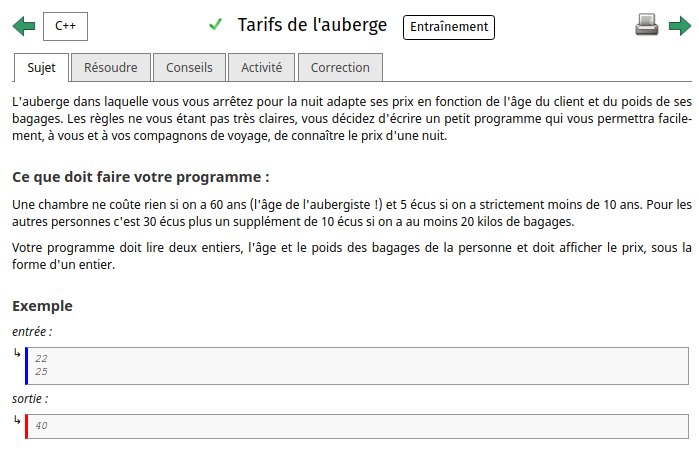 C++ Tarifs de l'auberge Entraînement
Sujet Résoudre Conseils Activité Correction
L'auberge dans laquelle vous vous arrêtez pour la nuit adapte ses prix en fonction de l'âge du client et du poids de ses
bagages. Les règles ne vous étant pas très claires, vous décidez d'écrire un petit programme qui vous permettra facile-
ment, à vous et à vos compagnons de voyage, de connaître le prix d'une nuit.
Ce que doit faire votre programme :
Une chambre ne coûte rien si on a 60 ans (l'âge de l'aubergiste !) et 5 écus si on a strictement moins de 10 ans. Pour les
autres personnes c'est 30 écus plus un supplément de 10 écus si on a au moins 20 kilos de bagages.
Votre programme doit lire deux entiers, l'âge et le poids des bagages de la personne et doit afficher le prix, sous la
forme d'un entier.
Exemple
entrée :
22
25
sortie :
40